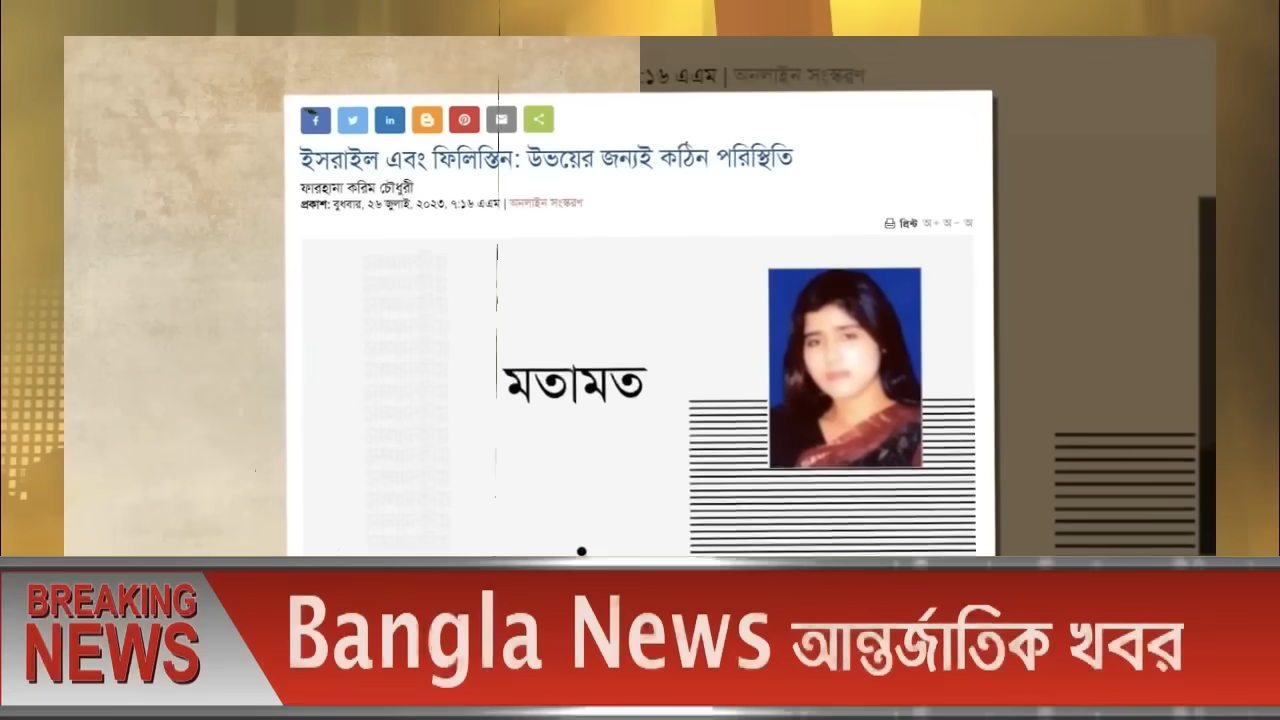 :১৬ এএম | অনলাইন সংস্করণ
ইসরাইল এবং ফিলিস্তিন: উভয়ের জন্যই কঠিন পরিস্থিতি
ফারহানা করিম চৌধুরী
প্রকাশ: বুধবার, ২৬ জুলাই, ২০২৩, ৭:১৬ এএম | অনলাইন সংস্করণ
প্রিন্ট অ+ অ- অ
মতামত
BREAKING
NEWS
Bangla News আন্তর্জাতিক খবর